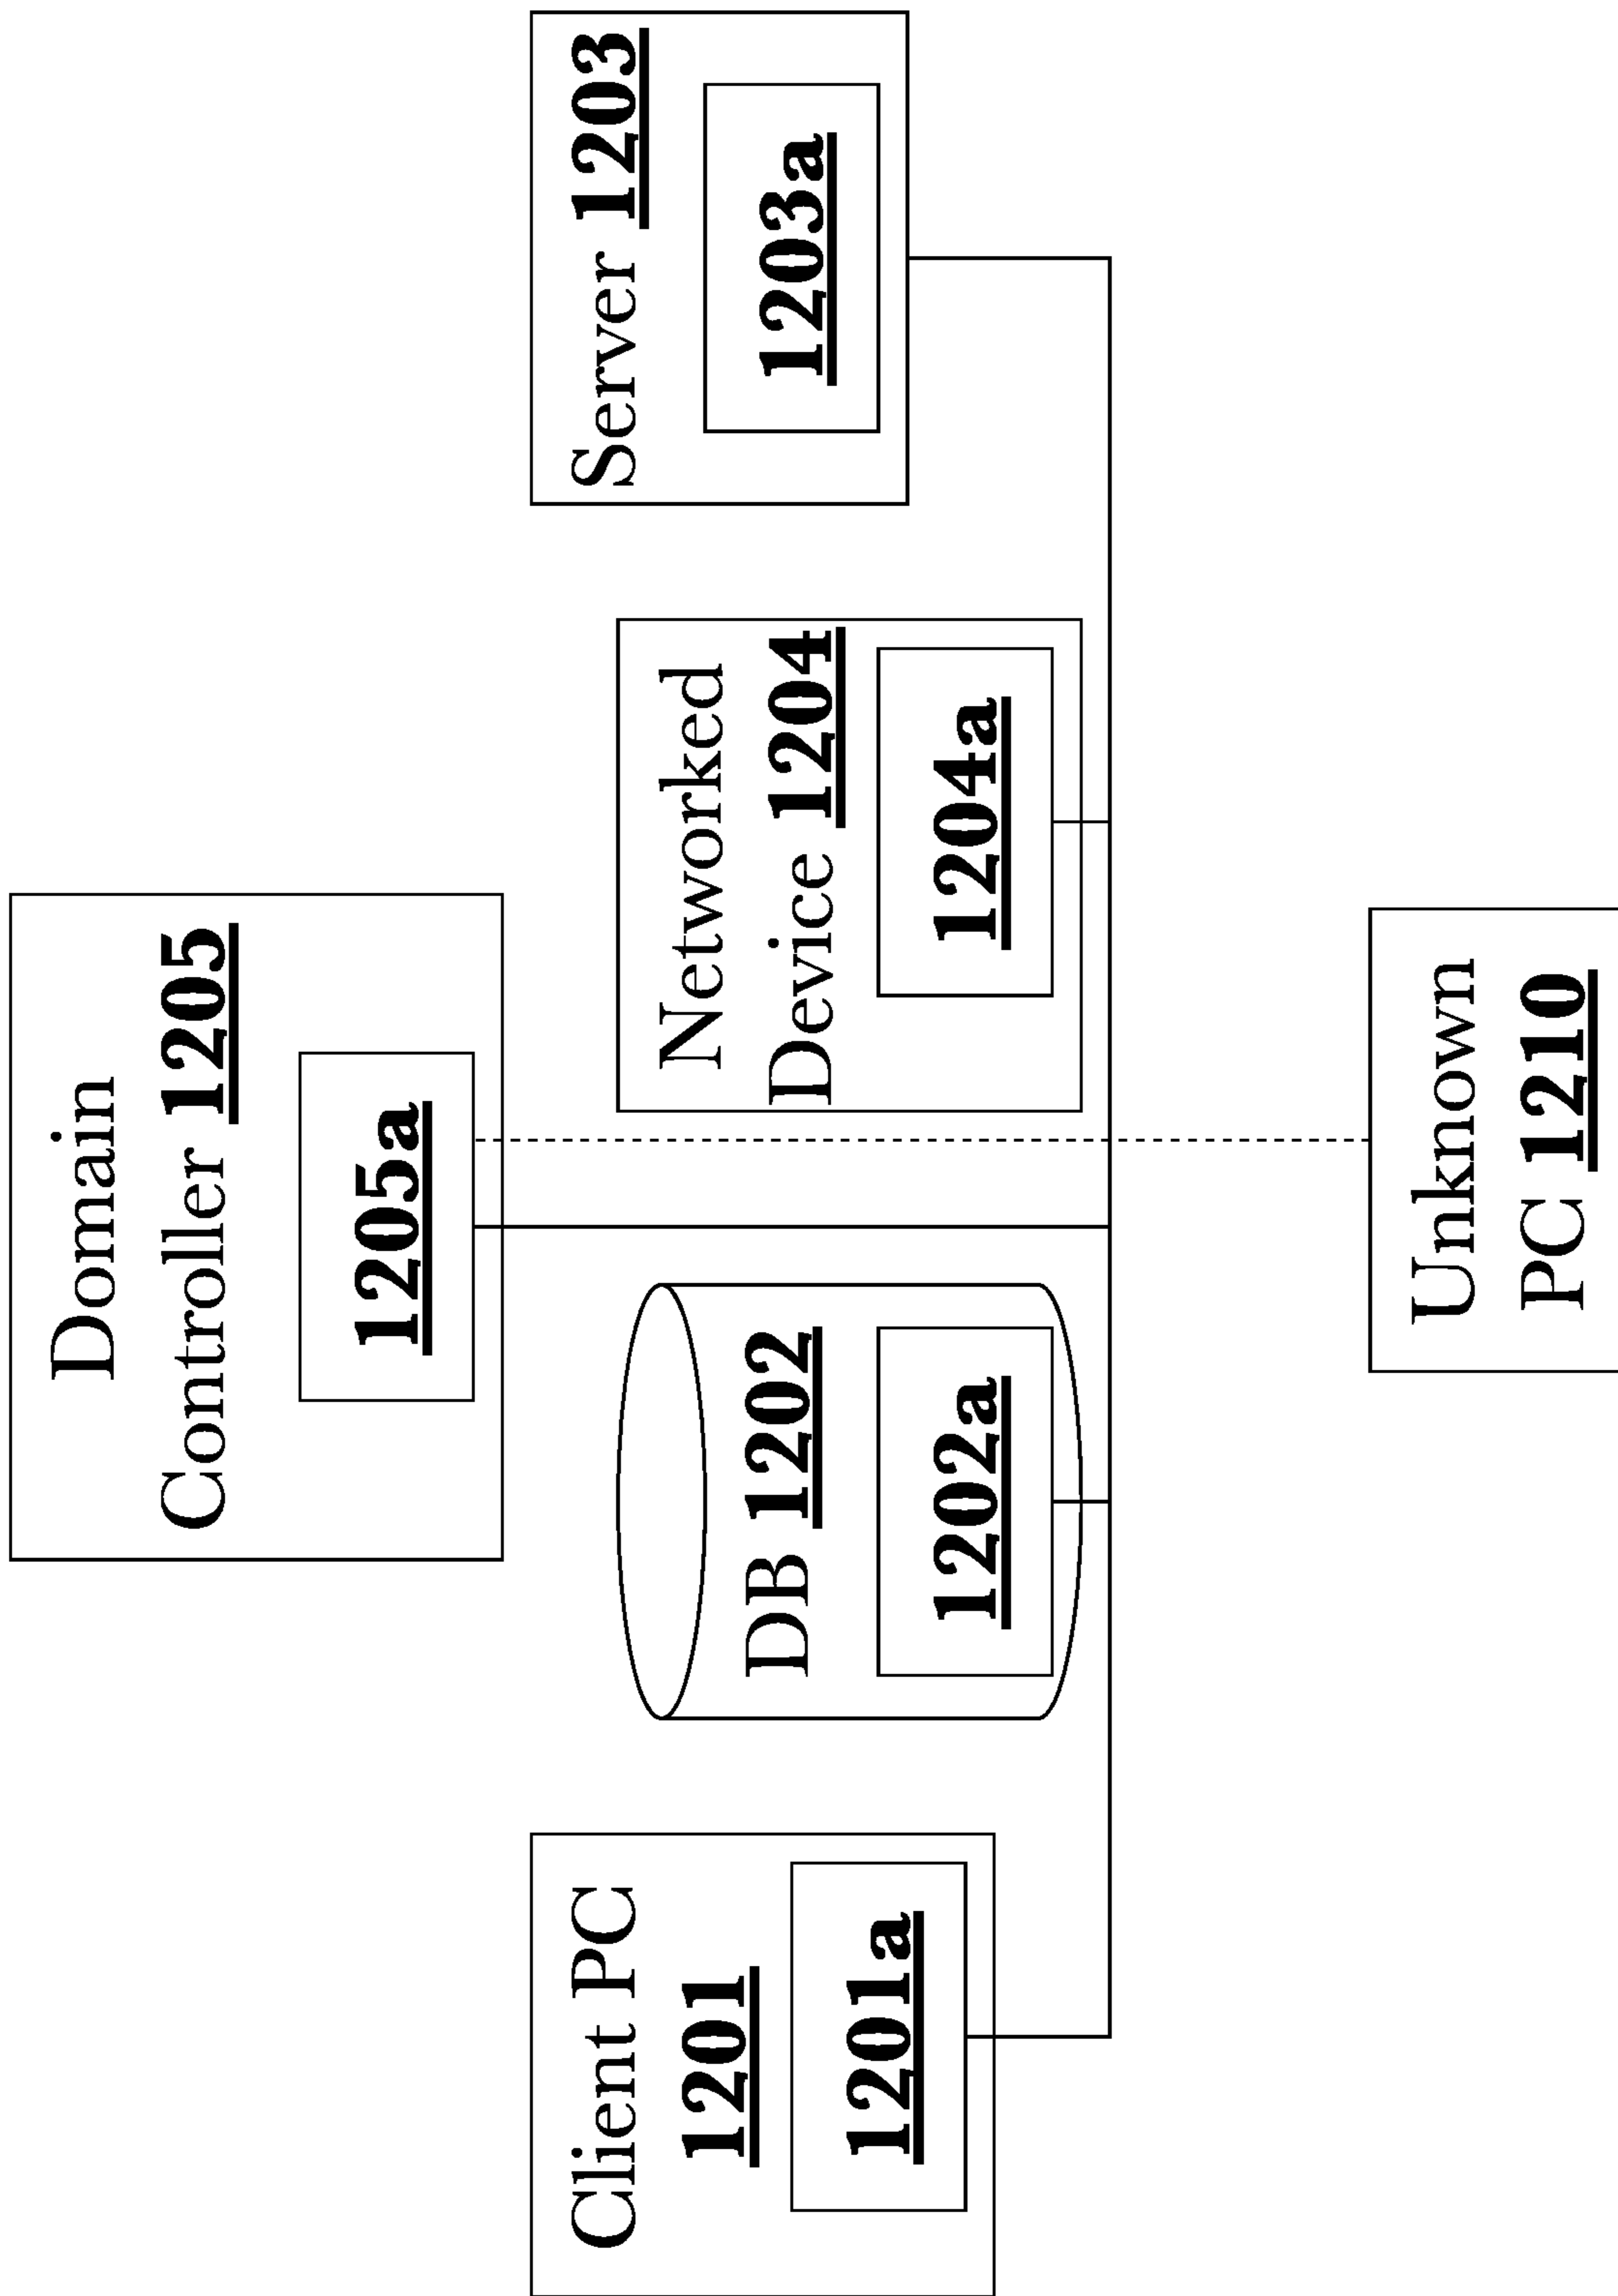 Domain
Controller 1205
1205a
Client PC
1201
1201a
DB 1202
1202a
Networked
Device 1204
1204a
Server 1203
1203a
Unknown
PC 1210